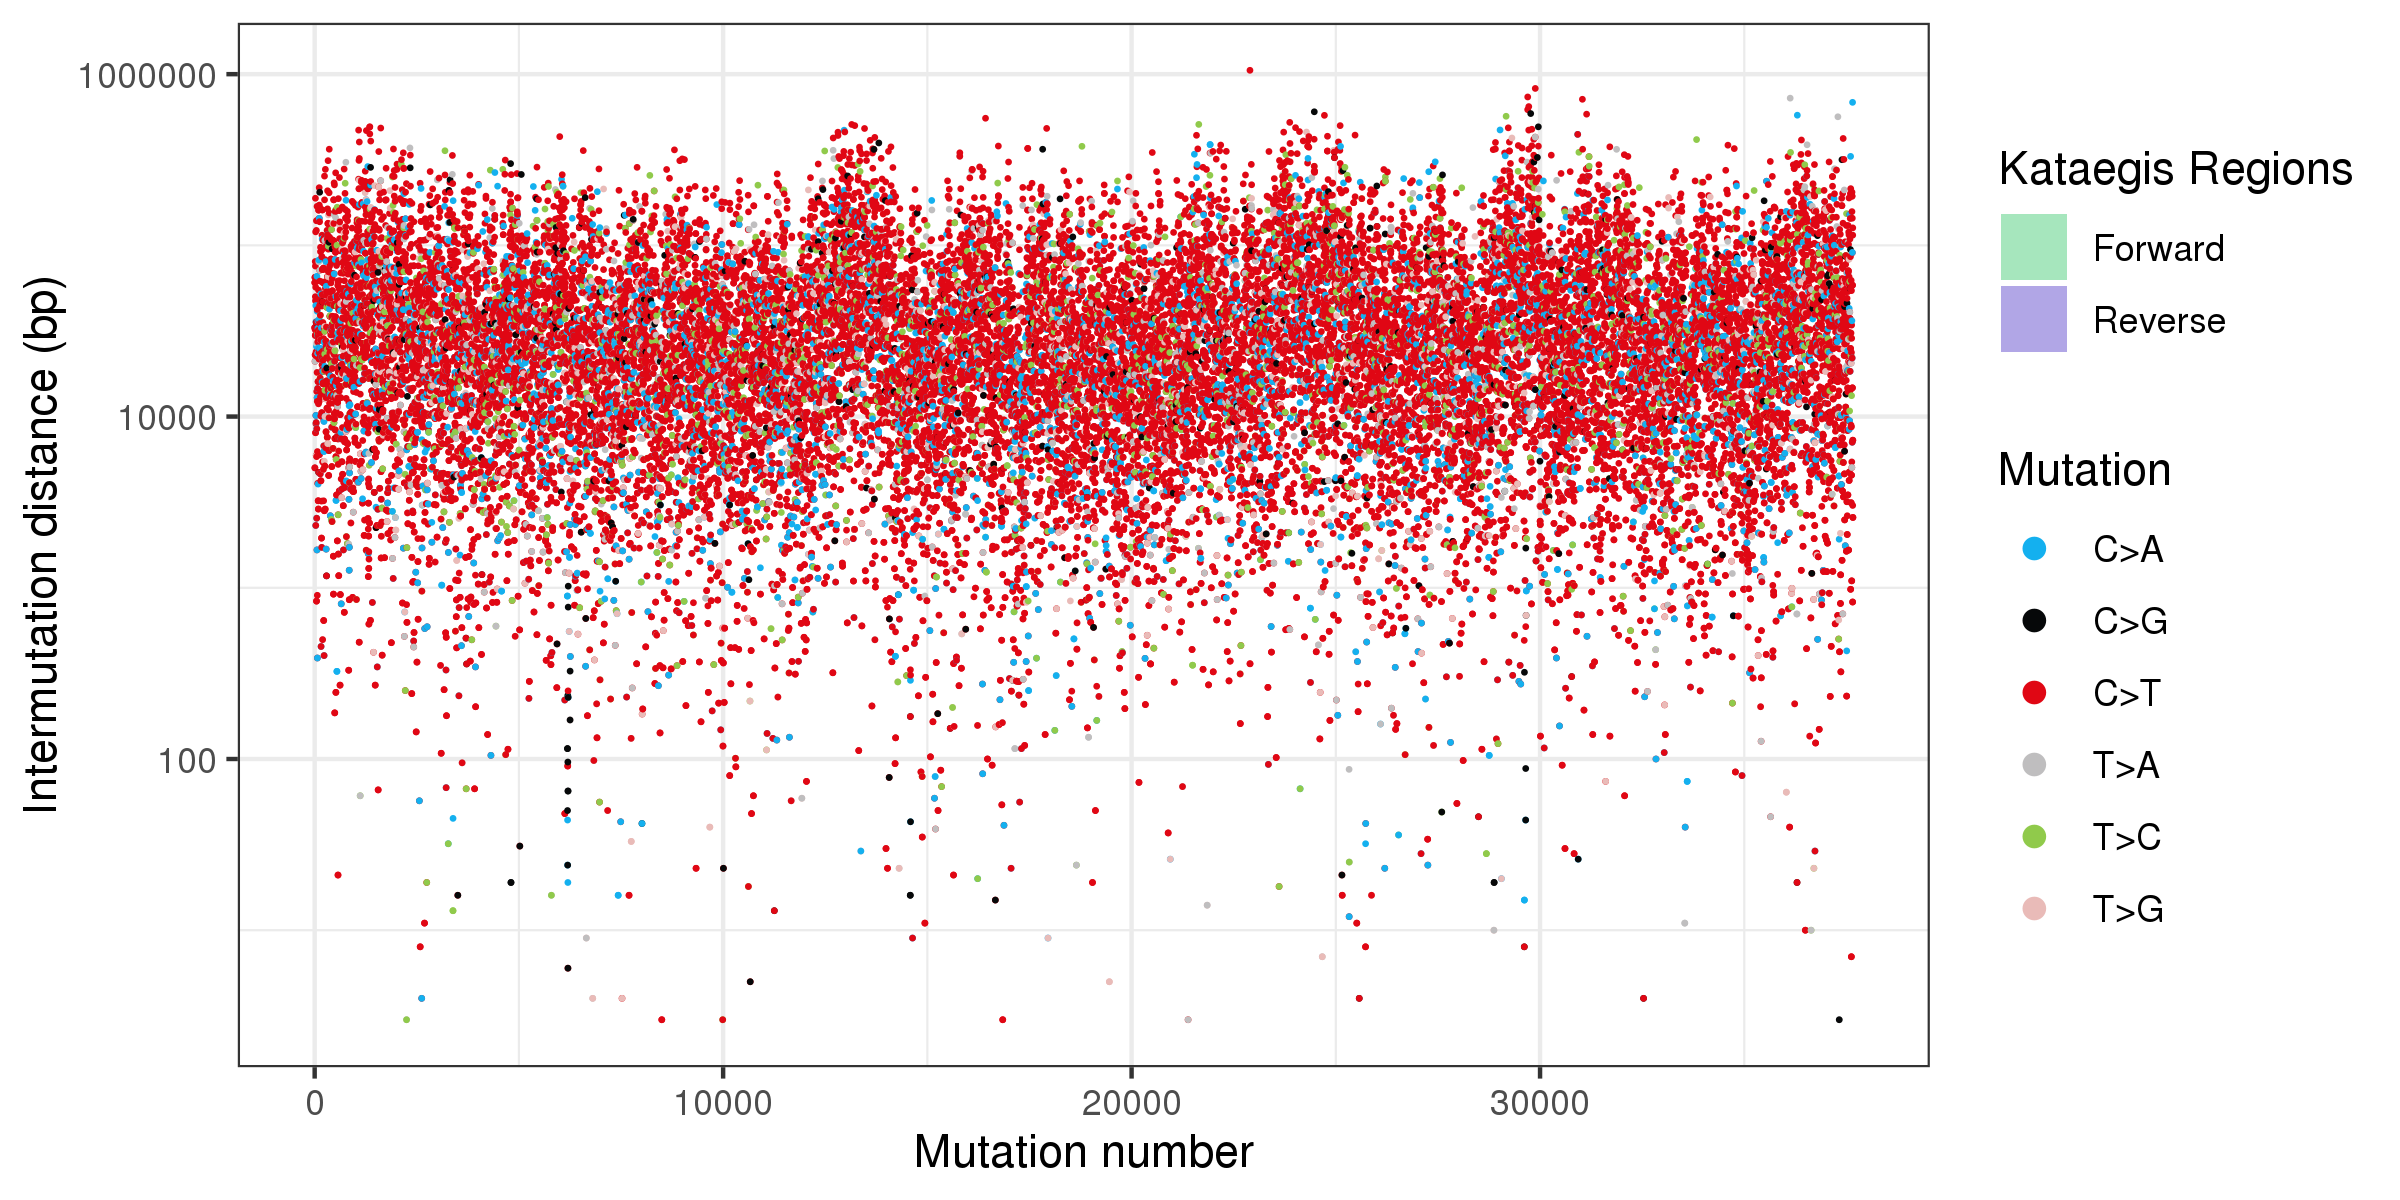 Intermutation distance (bp)
1000000
10000
100
0
10000
20000
30000
Mutation number
Kataegis Regions
Forward
Reverse
Mutation
C>A
C>G
C>T
T>A
T>C
T>G